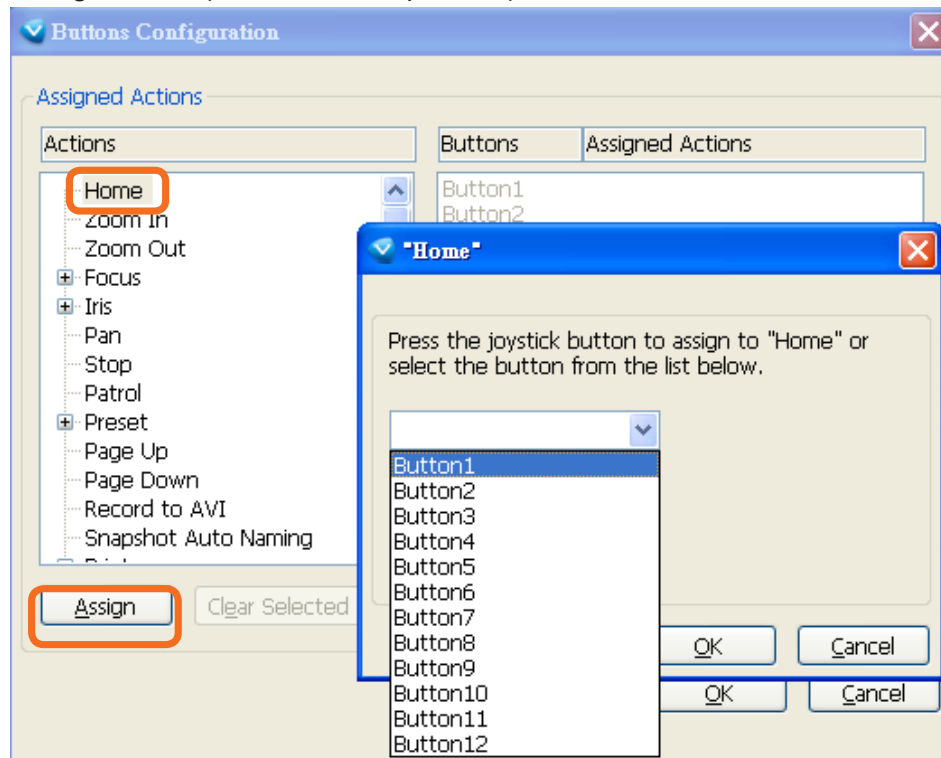 Buttons Configuration
Assigned Actions
Actions
Buttons
Assigned Actions
Home
Zoom In
Zoom Out
Focus
Iris
Pan
Stop
Patrol
Preset
Page Up
Page Down
Record to AVI
Snapshot Auto Naming
Button1
Button2
"Home"
Press the joystick button to assign to "Home" or
select the button from the list below.
Button1
Button2
Button3
Button4
Button5
Button6
Button7
Button8
Button9
Button10
Button11
Button12
OK
Cancel
Assign
Clear Selected
OK
Cancel